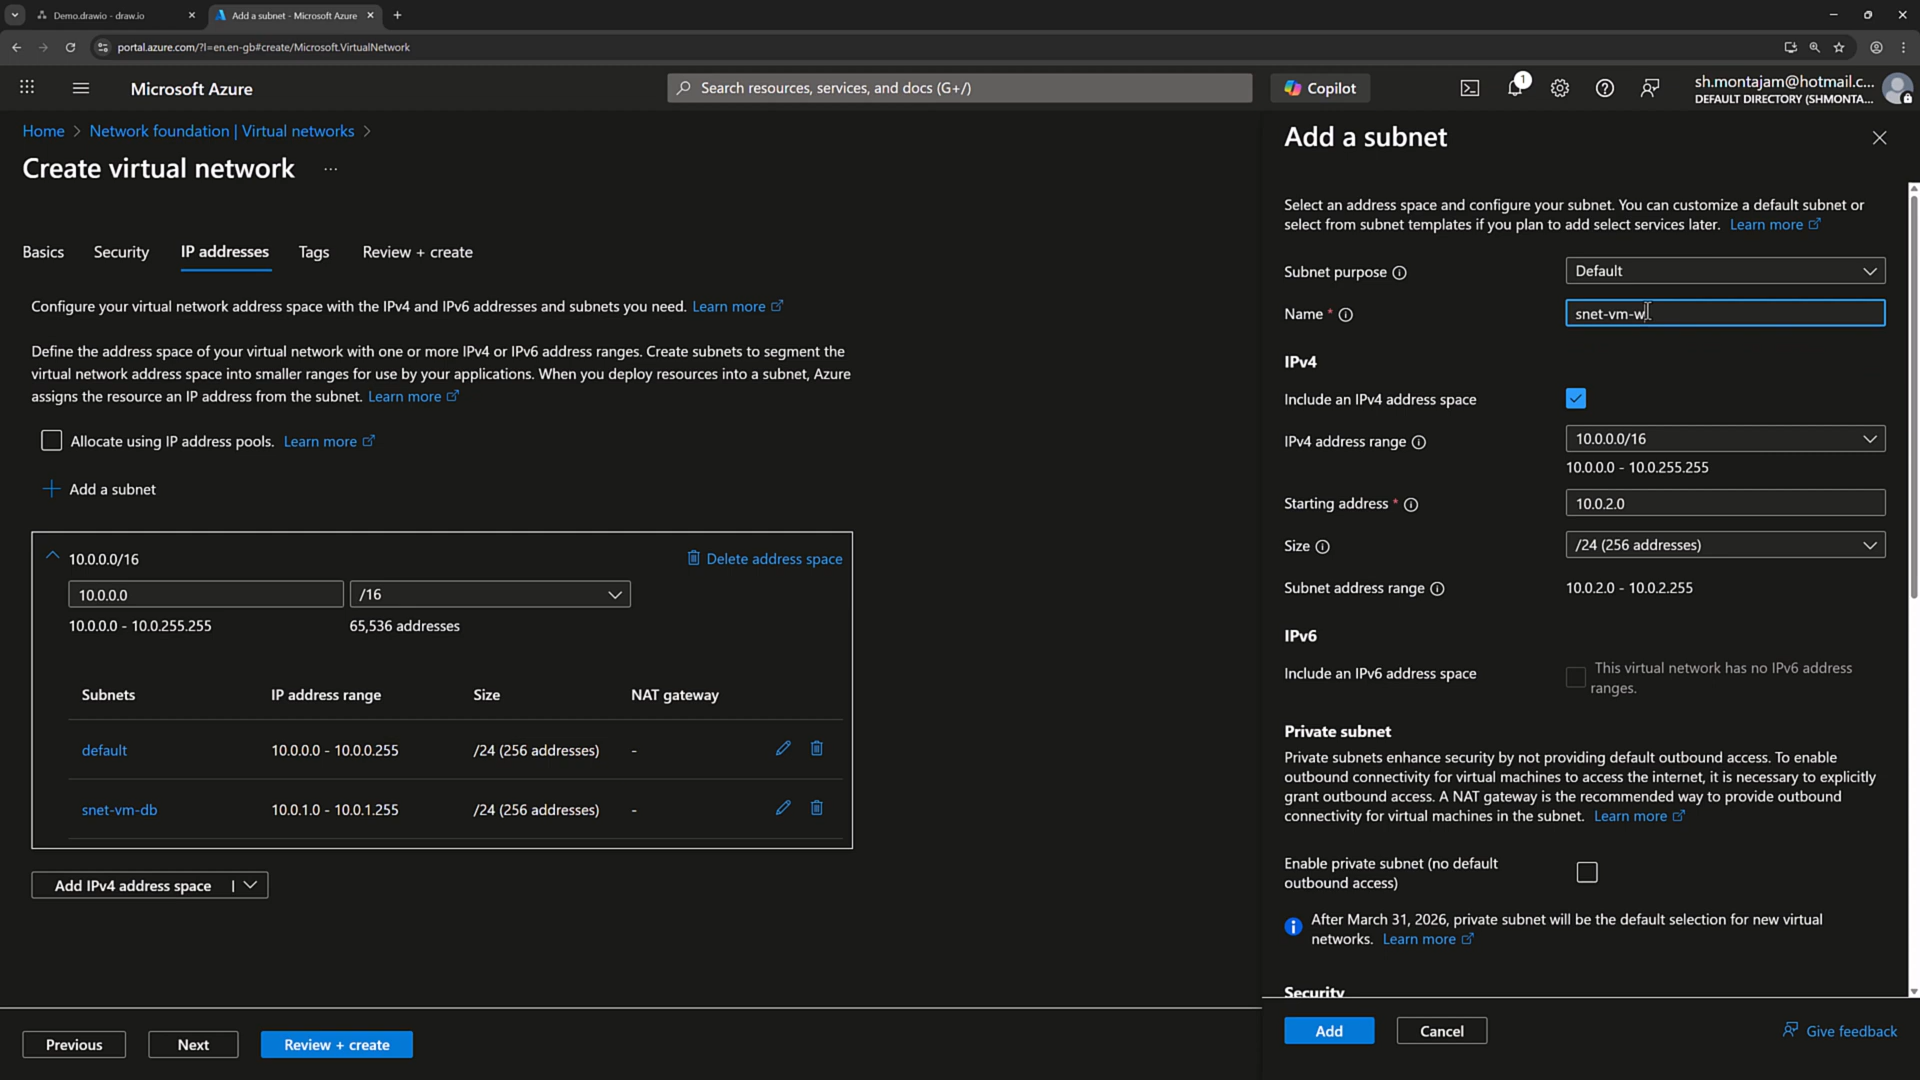 Demo.drawio - draw.io
Add a subnet - Microsoft Azure
portal.azure.com/?l=en.en-gb#create/Microsoft.VirtualNetwork
Microsoft Azure
Search resources, services, and docs (G+/)
Copilot
1
sh.montajam@hotmail.c...
DEFAULT DIRECTORY (SHMONTA...
Home > Network foundation | Virtual networks >
Create virtual network ...
Basics
Security
IP addresses
Tags
Review + create
Configure your virtual network address space with the IPv4 and IPv6 addresses and subnets you need. Learn more
Define the address space of your virtual network with one or more IPv4 or IPv6 address ranges. Create subnets to segment the
virtual network address space into smaller ranges for use by your applications. When you deploy resources into a subnet, Azure
assigns the resource an IP address from the subnet. Learn more
Allocate using IP address pools. Learn more
Add a subnet
10.0.0.0/16
Delete address space
10.0.0.0
/16
10.0.0.0 - 10.0.255.255
65,536 addresses
Subnets IP address range Size NAT gateway
default 10.0.0.0 - 10.0.0.255 /24 (256 addresses) -
snet-vm-db 10.0.1.0 - 10.0.1.255 /24 (256 addresses) -
Add IPv4 address space |
Previous
Next
Review + create
Add a subnet
Select an address space and configure your subnet. You can customize a default subnet or
select from subnet templates if you plan to add select services later. Learn more
Subnet purpose
Default
Name *
snet-vm-w
IPv4
Include an IPv4 address space
IPv4 address range
10.0.0.0/16
10.0.0.0 - 10.0.255.255
Starting address *
10.0.2.0
Size
/24 (256 addresses)
Subnet address range
10.0.2.0 - 10.0.2.255
IPv6
Include an IPv6 address space
This virtual network has no IPv6 address
ranges.
Private subnet
Private subnets enhance security by not providing default outbound access. To enable
outbound connectivity for virtual machines to access the internet, it is necessary to explicitly
grant outbound access. A NAT gateway is the recommended way to provide outbound
connectivity for virtual machines in the subnet. Learn more
Enable private subnet (no default
outbound access)
After March 31, 2026, private subnet will be the default selection for new virtual
networks. Learn more
Security
Add
Cancel
Give feedback